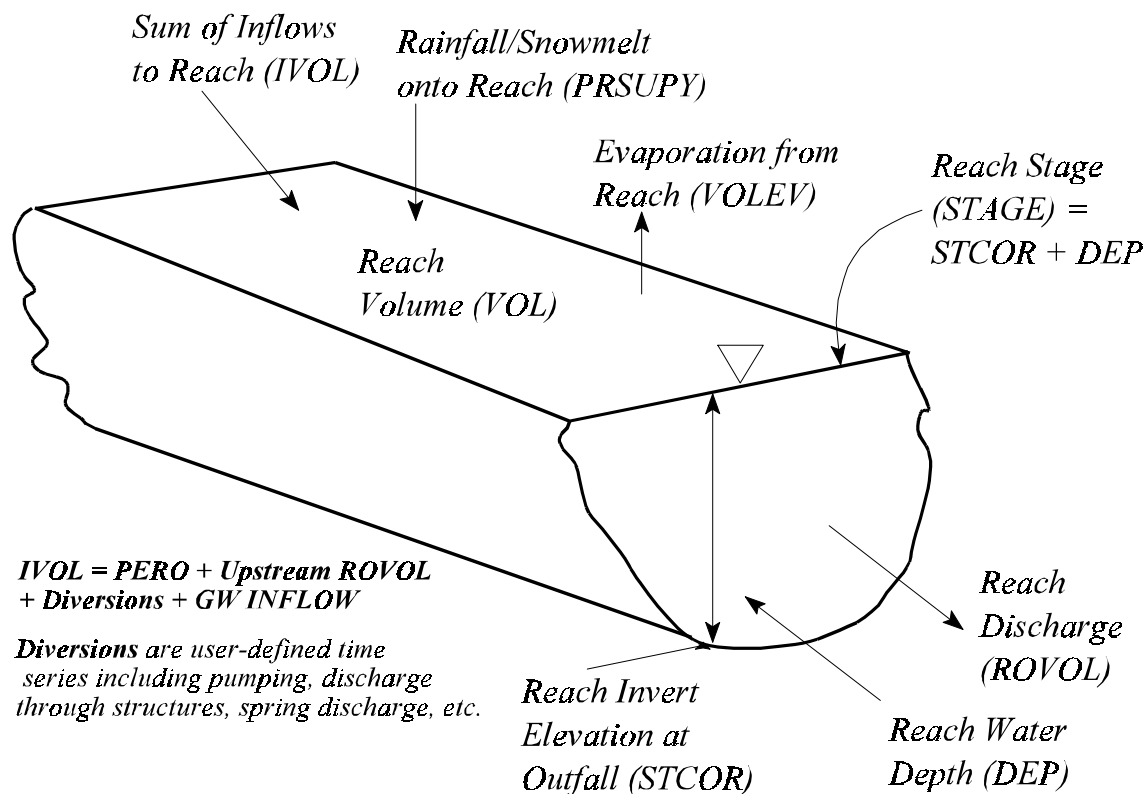 Sum of Inflows
to Reach (IVOL)
Rainfall/Snowmelt
onto Reach (PRSUPY)
Evaporation from
Reach (VOLEV)
Reach Stage
(STAGE) =
STCOR + DEP
Reach
Volume (VOL)
IVOL = PERO + Upstream ROVOL
+ Diversions + GW INFLOW
Diversions are user-defined time
series including pumping, discharge
through structures, spring discharge, etc.
Reach Invert
Elevation at
Outfall (STCOR)
Reach
Discharge
(ROVOL)
Reach Water
Depth (DEP)